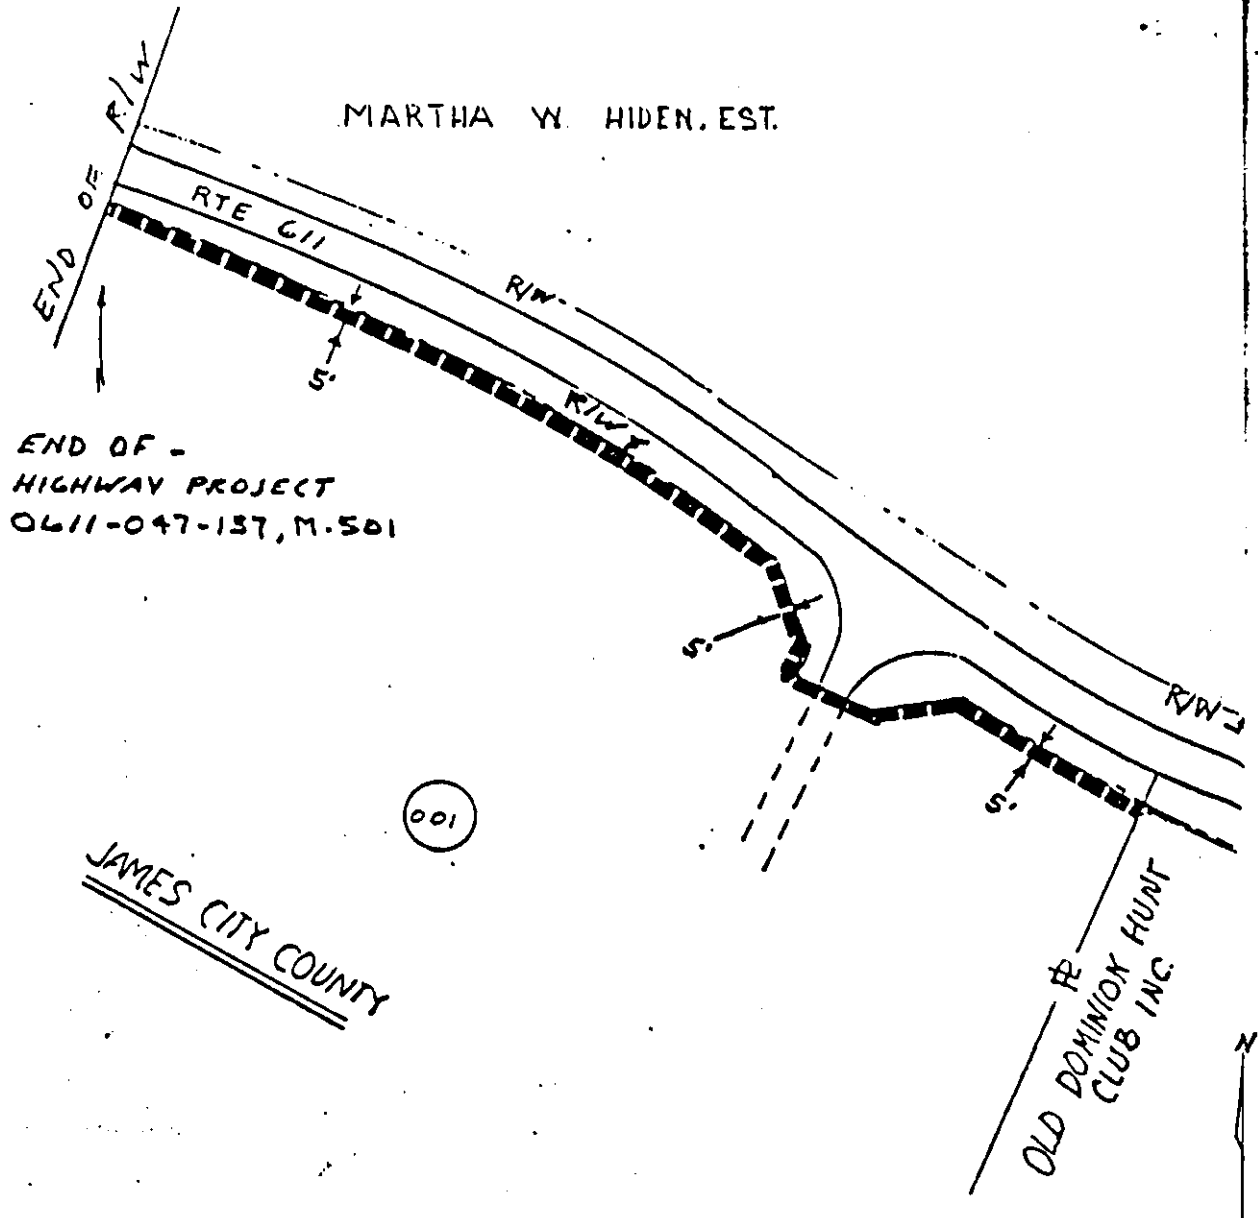 MARTHA W. HIDEN. EST.
END OF R/W
RTE 611
R/W
5'
R/W
END OF -
HIGHWAY PROJECT
0611-047-137, M-501
5'
R/W
5'
001
JAMES CITY COUNTY
OLD DOMINION HUNT
CLUB INC.
N